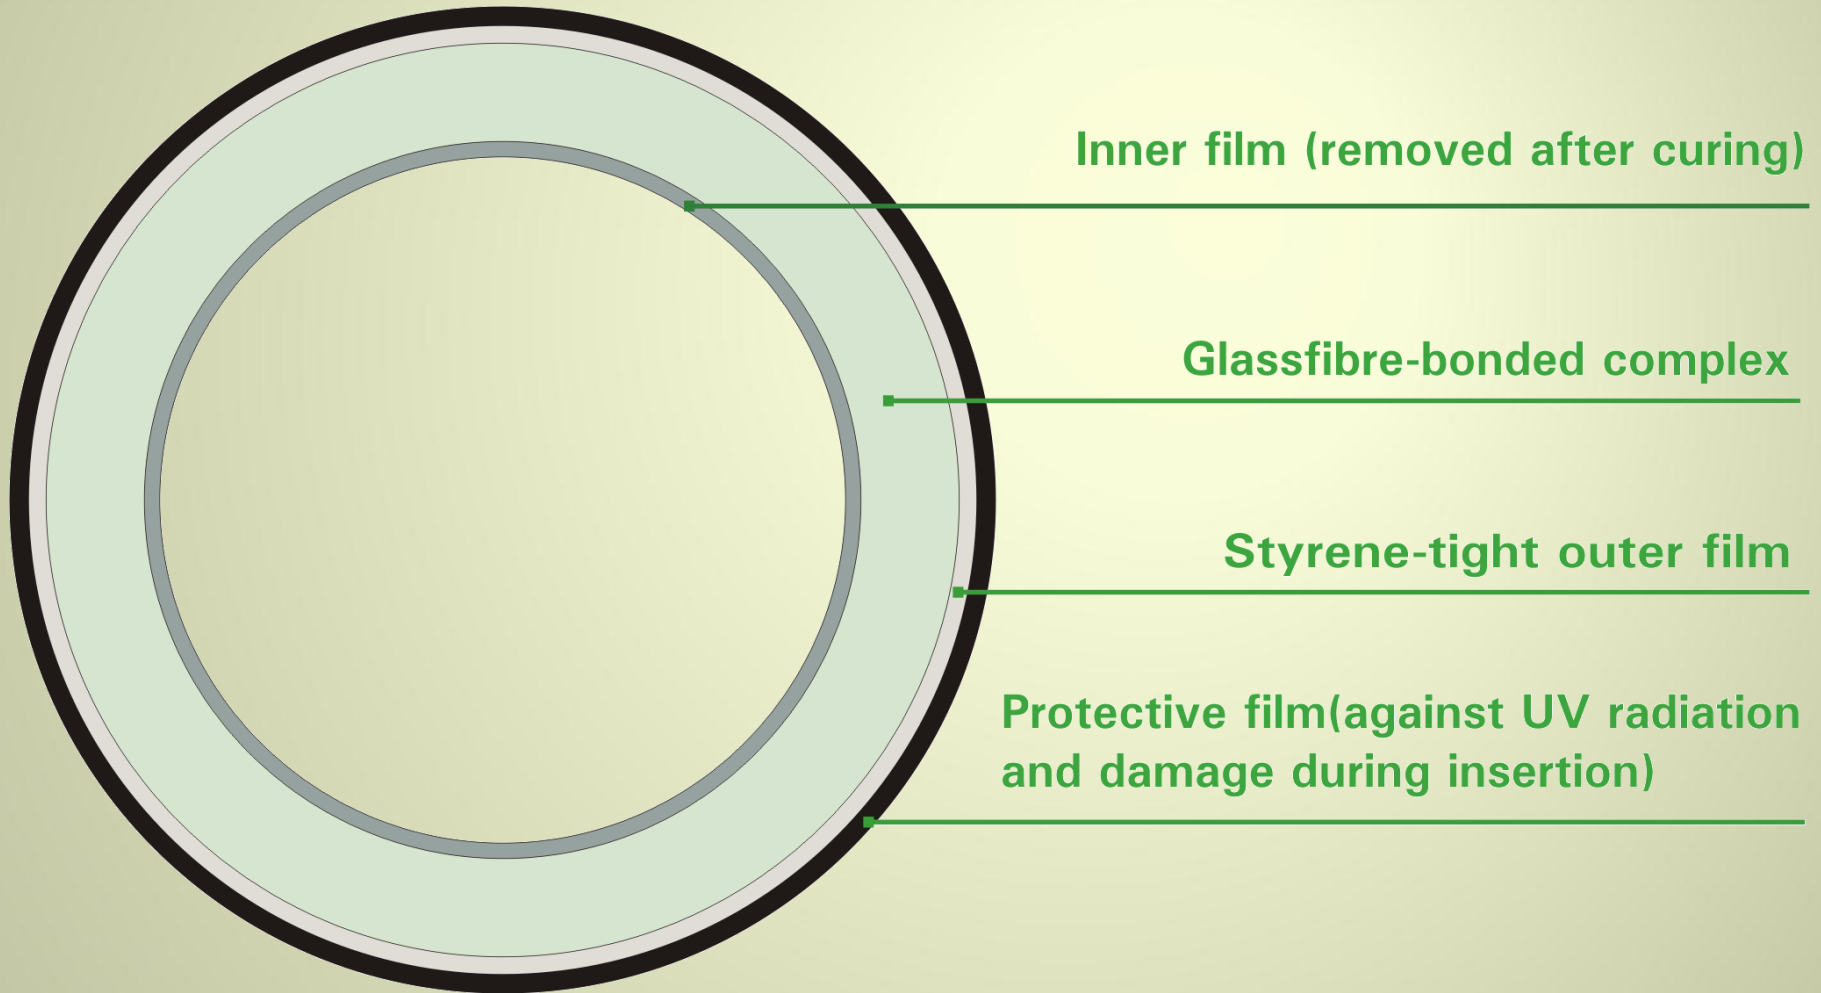 Inner film (removed after curing)
Glassfibre-bonded complex
Styrene-tight outer film
Protective film(against UV radiation
and damage during insertion)